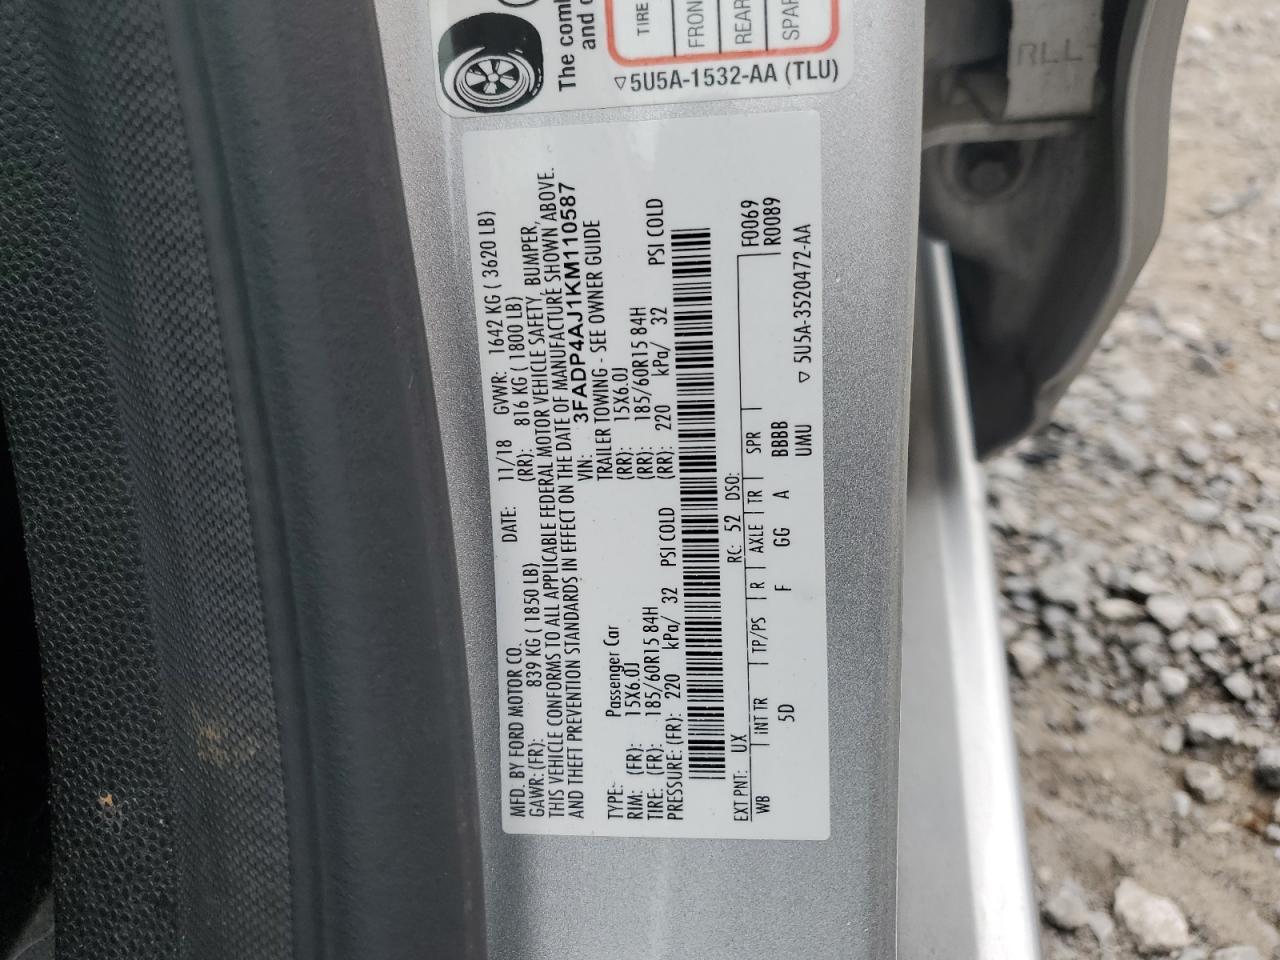 The com
and c
TIRE
FRON
REAR
SPAR
5U5A-1532-AA (TLU)
MFD. BY FORD MOTOR CO.
DATE: 11/18 GVWR: 1642 KG ( 3620 LB)
GAWR: (FR): 839 KG ( 1850 LB) (RR): 816 KG ( 1800 LB)
THIS VEHICLE CONFORMS TO ALL APPLICABLE FEDERAL MOTOR VEHICLE SAFETY, BUMPER,
AND THEFT PREVENTION STANDARDS IN EFFECT ON THE DATE OF MANUFACTURE SHOWN ABOVE.
VIN: 3FADP4AJ1KM110587
TYPE: Passenger Car TRAILER TOWING - SEE OWNER GUIDE
RIM: (FR): 15X6.0J (RR): 15X6.0J
TIRE: (FR): 185/60R15 84H (RR): 185/60R15 84H
PRESSURE: (FR): 220 kPa/ 32 PSI COLD (RR): 220 kPa/ 32 PSI COLD
EXT PNT: UX RC: 52 DSO: F0069
WB INT TR TP/PS R AXLE TR SPR R0089
5D F GG A BBBB
UMU 5U5A-3520472-AA
RLL